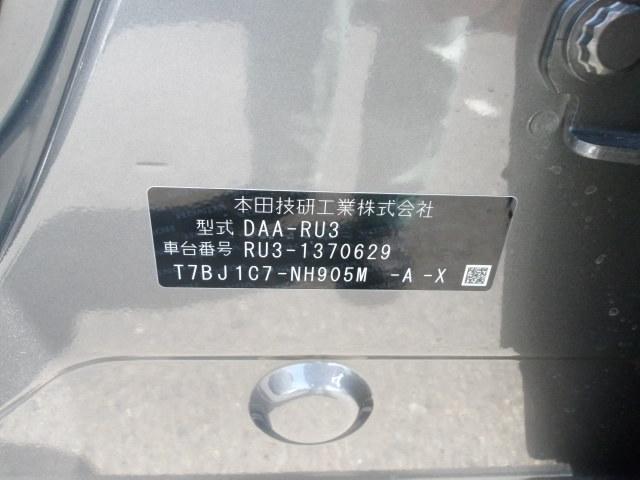 本田技研工業株式会社
型式 DAA-RU3
車台番号 RU3-1370629
T7BJ1C7-NH905M -A -X